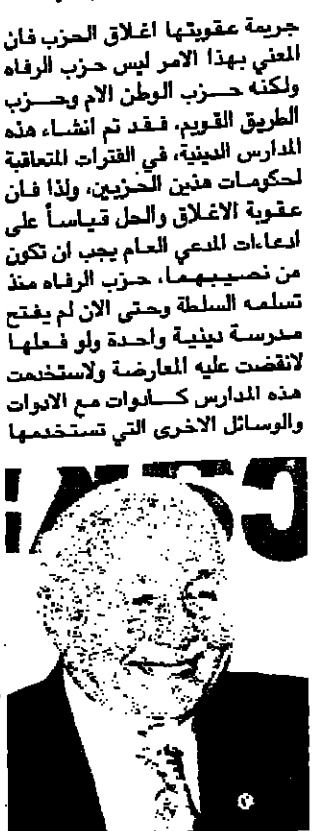 جريمة عقوبتها اغلاق الحزب فان
المعني بهذا الامر ليس حزب الرفاه
ولكنه حزب الوطن الام وحزب
الطريق القويم. فقد تم انشاء هذه
المدارس الدينية، في الفترات المتعاقبة
لحكومات هذين الحزبين، ولذا فان
عقوبة الاغلاق والحل قياساً على
ادعاءات المدعي العام يجب ان تكون
من نصيبهما. حزب الرفاه منذ
تسلمه السلطة وحتى الان لم يفتح
مدرسة دينية واحدة ولو فعلها
لانقضت عليه المعارضة ولاستخدمت
هذه المدارس كادوات مع الادوات
والوسائل الاخرى التي تستخدمها